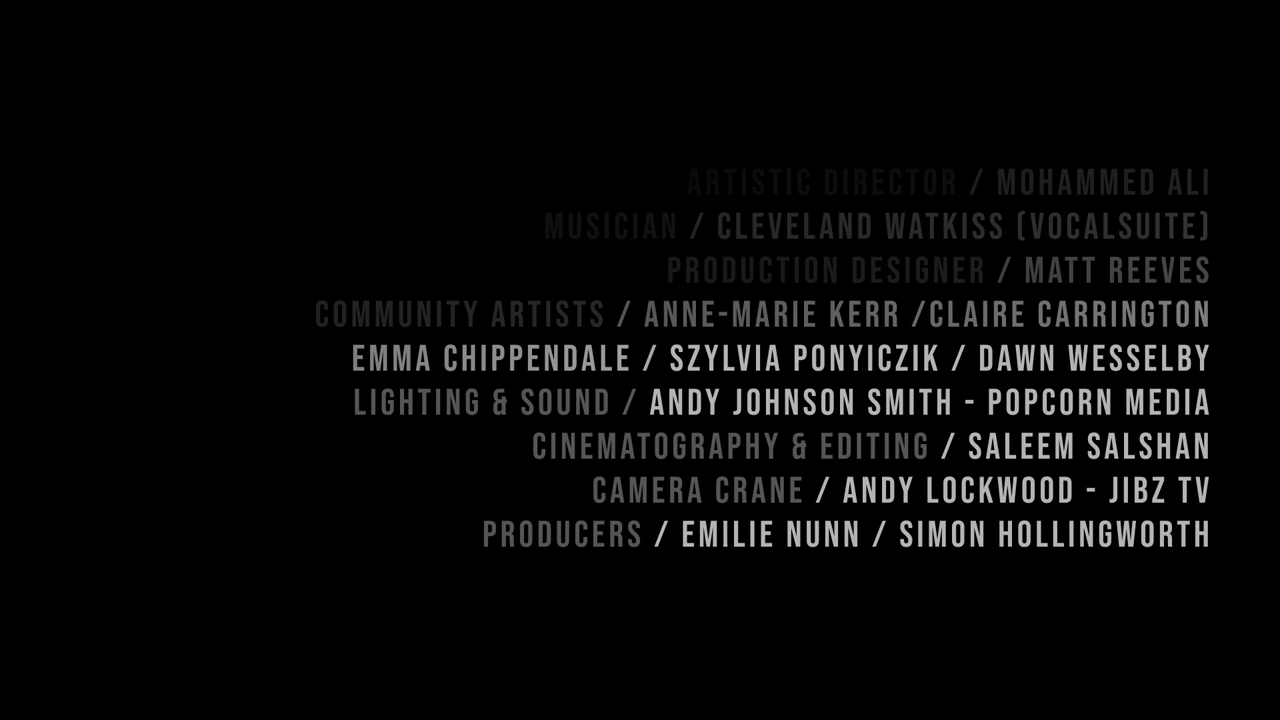 ARTISTIC DIRECTOR / MOHAMMED ALI
MUSICIAN / CLEVELAND WATKISS (VOCALSUITE)
PRODUCTION DESIGNER / MATT REEVES
COMMUNITY ARTISTS / ANNE-MARIE KERR /CLAIRE CARRINGTON
EMMA CHIPPENDALE / SZYLVIA PONYICZIK / DAWN WESSELBY
LIGHTING & SOUND / ANDY JOHNSON SMITH - POPCORN MEDIA
CINEMATOGRAPHY & EDITING / SALEEM SALSHAN
CAMERA CRANE / ANDY LOCKWOOD - JIBZ TV
PRODUCERS / EMILIE NUNN / SIMON HOLLINGWORTH